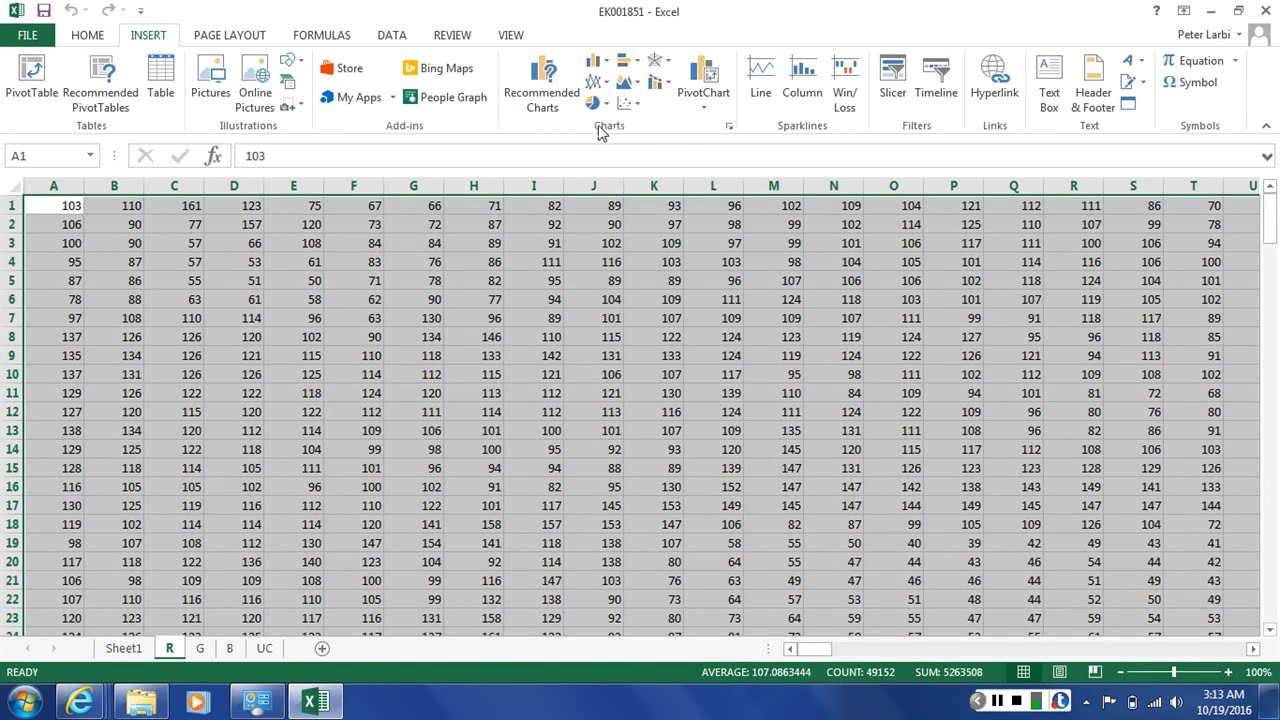 EK001851 - Excel
?
FILE HOME INSERT PAGE LAYOUT FORMULAS DATA REVIEW VIEW Peter Larbi
PivotTable Recommended PivotTables Table Pictures Online Pictures Store My Apps Bing Maps People Graph Recommended Charts PivotChart Line Column Win/Loss Slicer Timeline Hyperlink Text Box Header & Footer Equation Symbol
Tables Illustrations Add-ins Charts Sparklines Filters Links Text Symbols
A1 fx 103
A B C D E F G H I J K L M N O P Q R S T U
1 103 110 161 123 75 67 66 71 82 89 93 96 102 109 104 121 112 111 86 70
2 106 90 77 157 120 73 72 87 92 90 97 98 99 102 114 125 110 107 99 78
3 100 90 57 66 108 84 84 89 91 102 109 97 99 101 106 117 111 100 106 94
4 95 87 57 53 61 83 76 86 111 116 103 103 98 104 105 101 114 116 106 100
5 87 86 55 51 50 71 78 82 95 89 89 96 107 106 106 102 118 124 104 101
6 78 88 63 61 58 62 90 77 94 104 109 111 124 118 103 101 107 119 105 102
7 97 108 110 114 96 63 130 96 89 101 107 109 109 107 111 99 91 118 117 89
8 137 126 126 120 102 90 134 146 110 115 122 124 123 119 124 127 95 96 118 85
9 135 134 126 121 115 110 118 133 142 131 133 124 119 124 122 126 121 94 113 91
10 137 131 126 126 125 114 112 115 121 106 107 117 95 98 111 102 112 109 108 102
11 129 126 122 122 118 124 120 113 112 121 130 139 110 84 109 94 101 81 72 68
12 127 120 115 120 122 112 111 114 112 113 116 124 111 124 122 109 96 80 76 80
13 138 134 120 112 114 109 106 101 100 101 107 109 135 131 111 108 96 82 86 91
14 129 125 122 118 104 99 98 100 95 92 93 120 145 120 115 117 112 108 106 103
15 128 118 114 105 111 101 96 94 94 88 89 139 147 131 126 123 123 128 129 126
16 116 105 105 102 96 100 102 91 82 95 130 152 147 147 142 138 143 149 141 133
17 130 125 119 116 112 110 122 101 117 145 153 149 151 147 144 149 145 147 147 144
18 119 102 114 114 114 120 141 158 157 153 147 106 82 87 99 105 109 126 104 72
19 98 107 108 112 130 147 154 141 118 138 107 58 55 50 40 39 42 49 43 41
20 117 118 122 136 140 123 104 92 114 138 80 64 55 47 44 43 46 54 44 42
21 106 98 109 109 108 100 99 116 147 103 76 63 49 47 46 46 44 51 49 43
22 107 110 116 116 110 105 99 132 138 90 73 64 57 53 51 48 44 52 50 49
23 120 123 121 120 117 116 131 158 129 92 80 73 64 59 55 47 47 59 54 53
Sheet1 R G B UC
READY AVERAGE: 107.0863444 COUNT: 49152 SUM: 5263508 100%
3:13 AM
10/19/2016